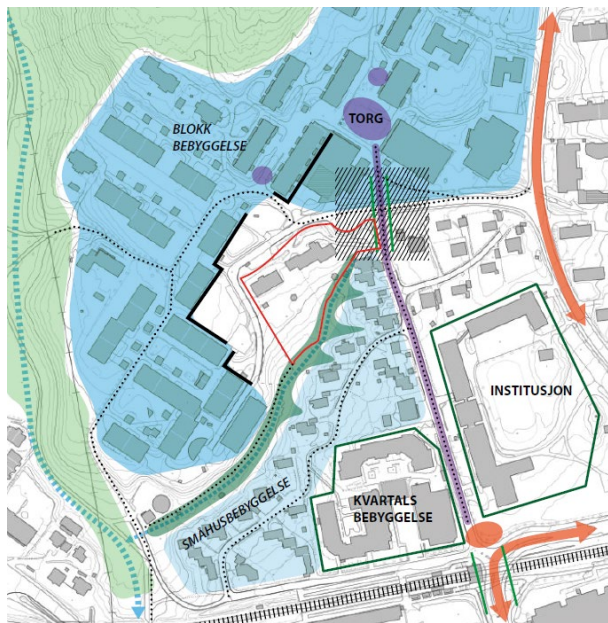 TORG
BLOKK
BEBYGGELSE
INSTITUSJON
KVARTALS
BEBYGGELSE
SMÅHUSBEBYGGELSE